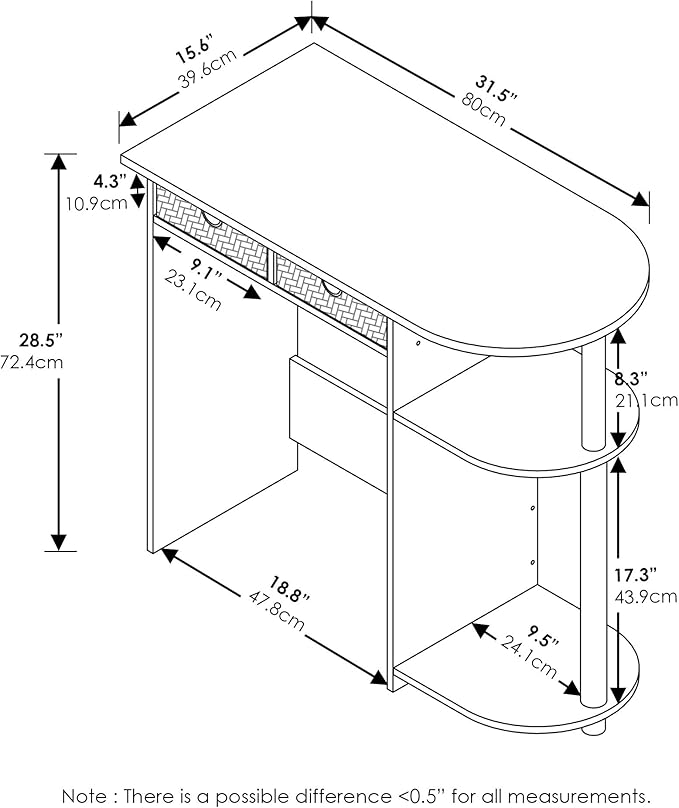 15.6”
39.6cm
31.5”
80cm
4.3”
10.9cm
9.1”
23.1cm
28.5”
72.4cm
8.3”
21.1cm
17.3”
43.9cm
18.8”
47.8cm
9.5”
24.1cm
Note : There is a possible difference <0.5” for all measurements.